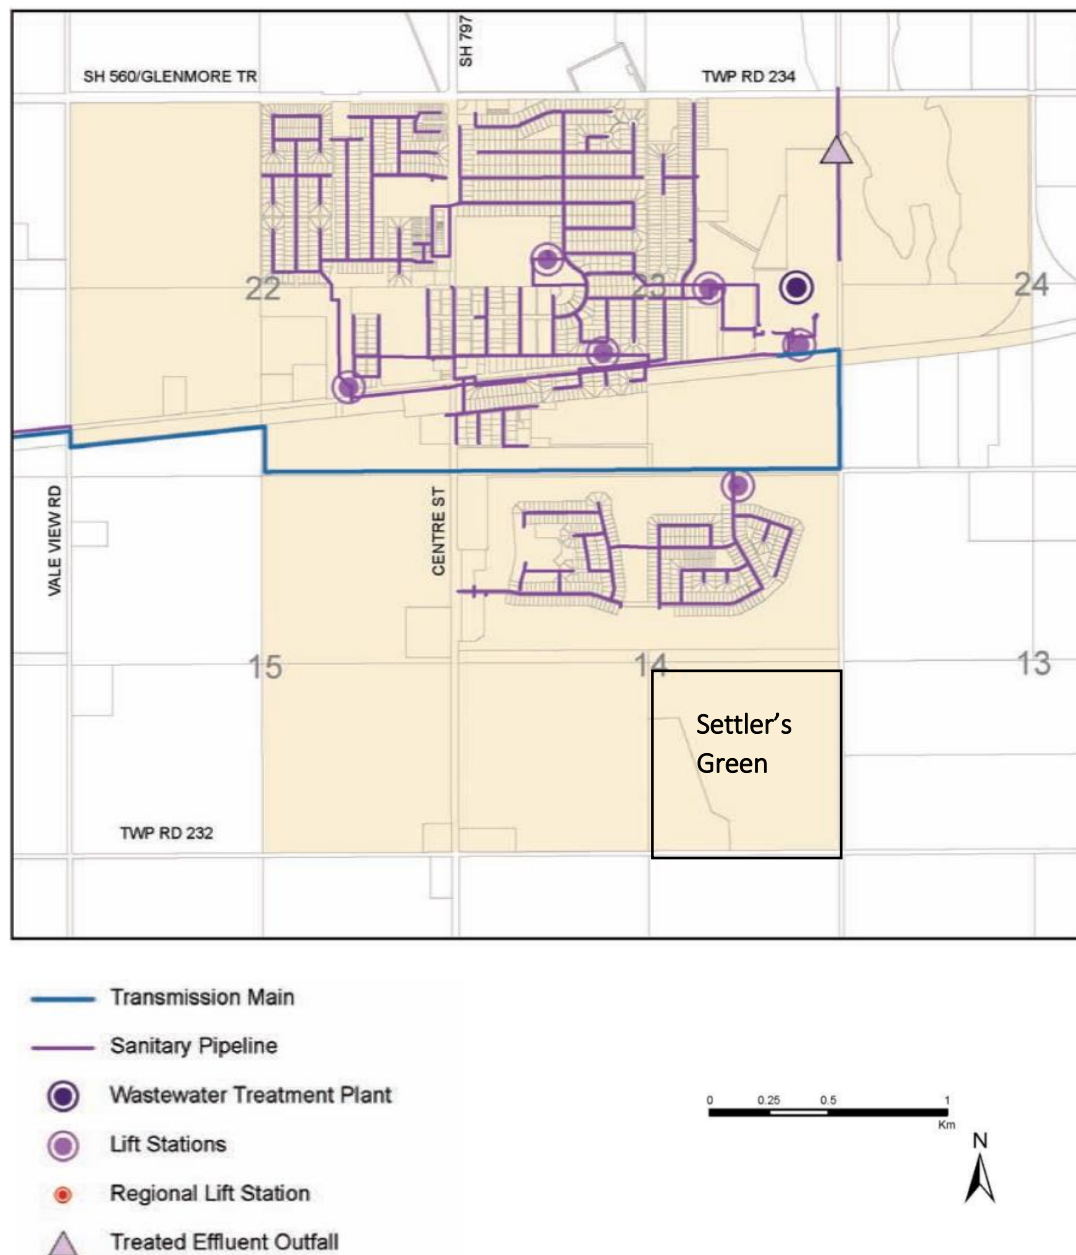 SH 560/GLENMORE TR
SH 797
TWP RD 234
22
23
24
VALE VIEW RD
CENTRE ST
15
14
13
Settler’s
Green
TWP RD 232
Transmission Main
Sanitary Pipeline
Wastewater Treatment Plant
Lift Stations
Regional Lift Station
Treated Effluent Outfall
0 0.25 0.5 1
Km
N